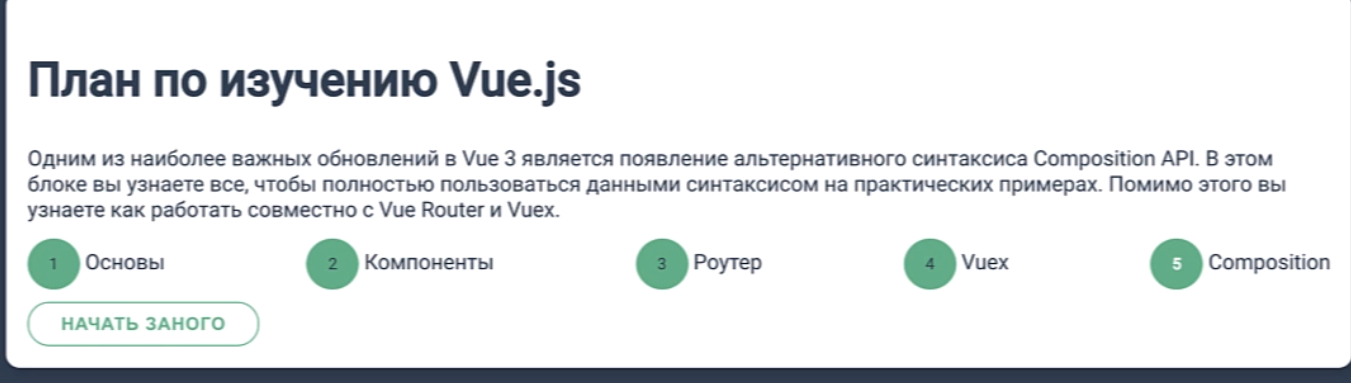 План по изучению Vue.js
Одним из наиболее важных обновлений в Vue 3 является появление альтернативного синтаксиса Composition API. В этом
блоке вы узнаете все, чтобы полностью пользоваться данными синтаксисом на практических примерах. Помимо этого вы
узнаете как работать совместно с Vue Router и Vuex.
1 Основы 2 Компоненты 3 Роутер 4 Vuex 5 Composition
НАЧАТЬ ЗАНОГО